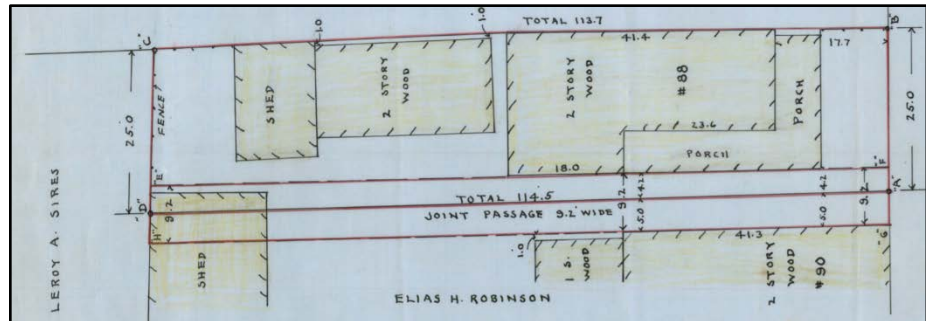 TOTAL 113.7
"C"
1.0
1.0
41.4
17.7
"B"
25.0
FENCE
SHED
2 STORY
WOOD
2 STORY
WOOD
#88
PORCH
25.0
23.6
PORCH
18.0
"E"
"F"
LEROY A. SIRES
"D"
9.2
TOTAL 114.5
JOINT PASSAGE 9.2' WIDE
9.2
5.0
4.2
5.0
4.2
9.2
"A"
"H"
SHED
1.0
1 S.
WOOD
41.3
2 STORY
WOOD
#90
"G"
ELIAS H. ROBINSON